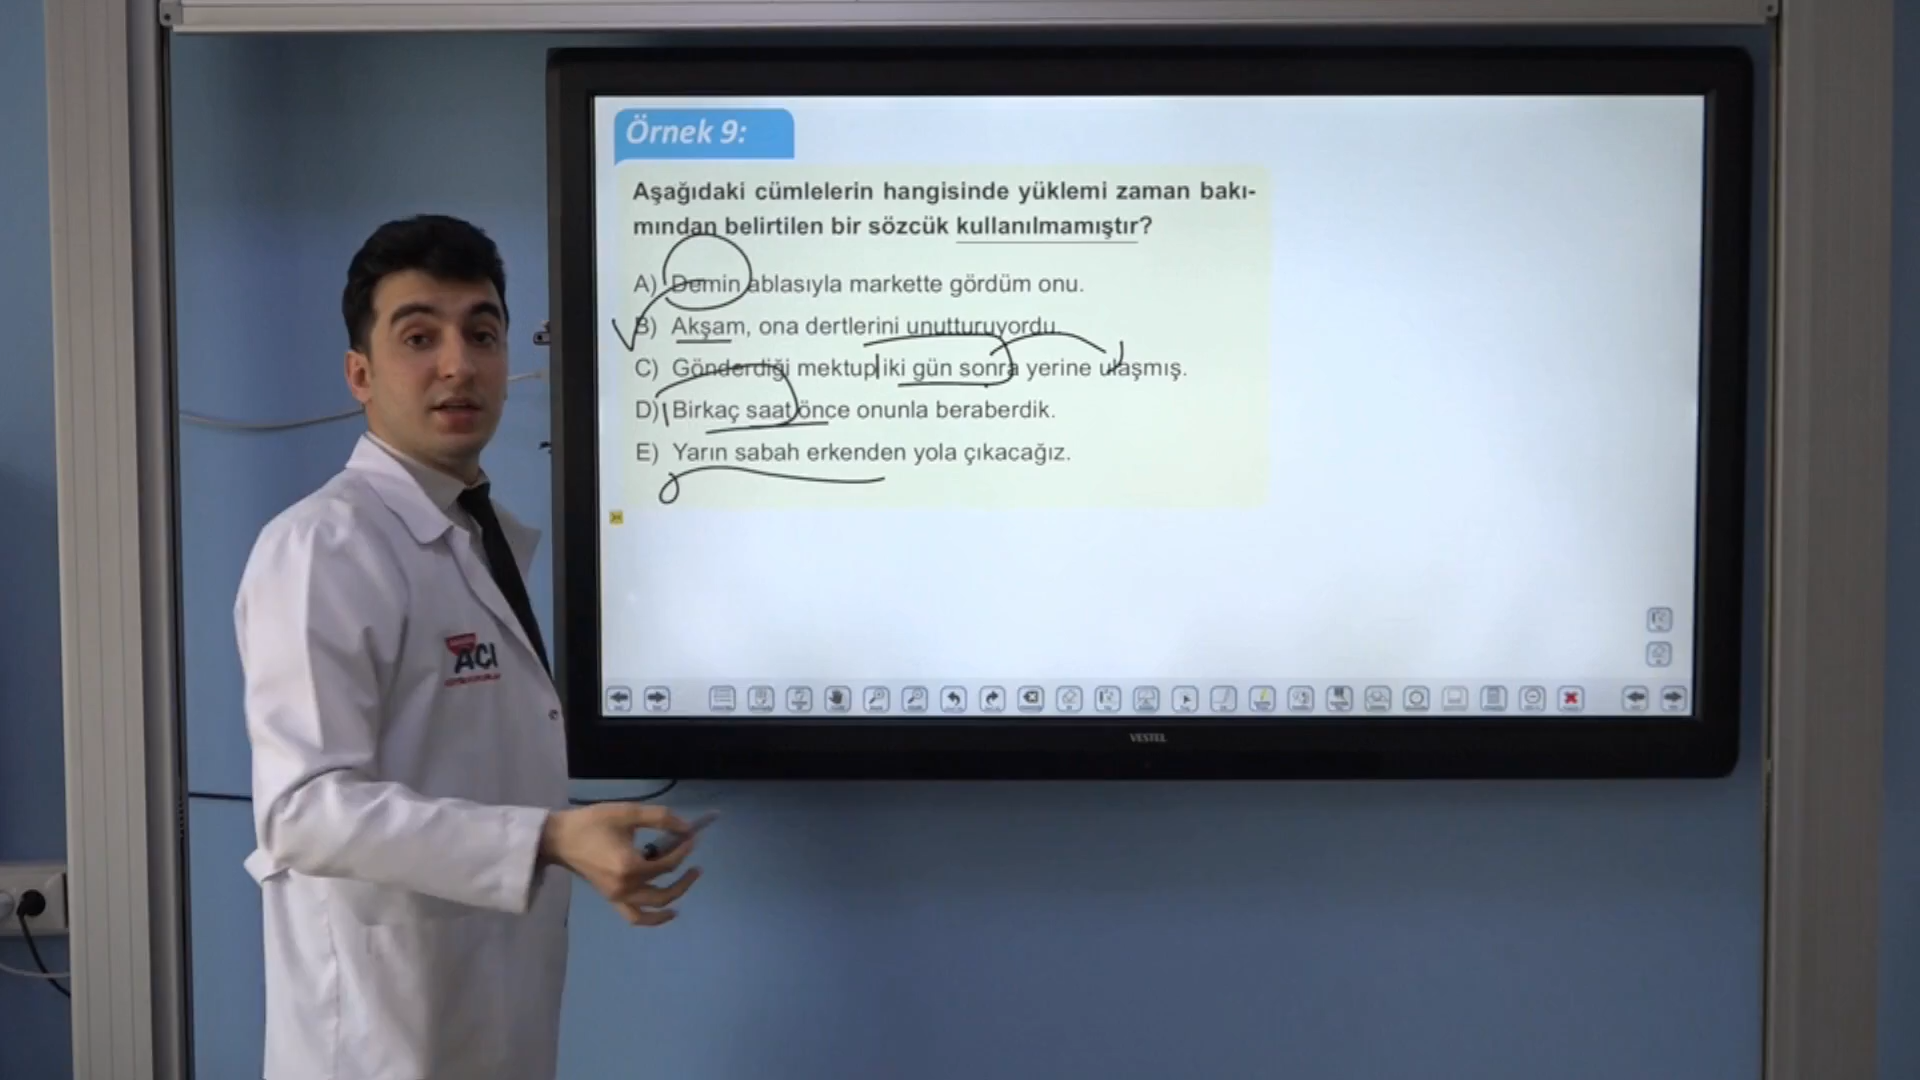 Örnek 9:
Aşağıdaki cümlelerin hangisinde yüklemi zaman bakı-
mından belirtilen bir sözcük kullanılmamıştır?
A) Demin ablasıyla markette gördüm onu.
B) Akşam, ona dertlerini unutturuyordu.
C) Gönderdiği mektup iki gün sonra yerine ulaşmış.
D) Birkaç saat önce onunla beraberdik.
E) Yarın sabah erkenden yola çıkacağız.
ACI
VESTEL